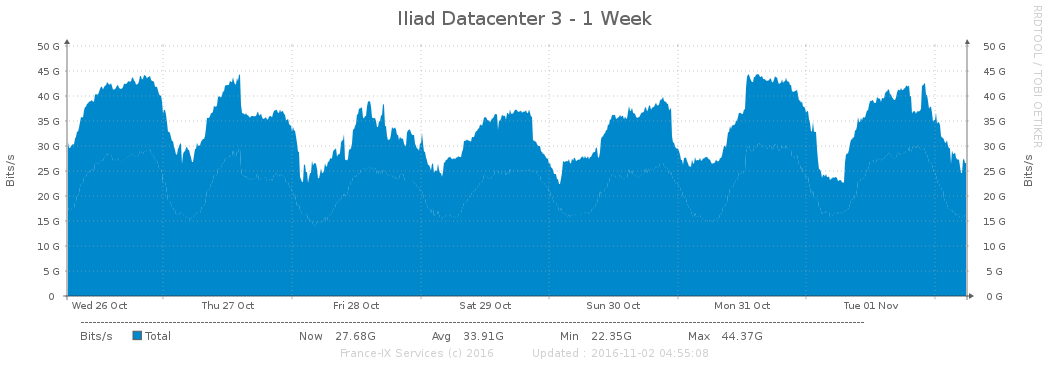 Iliad Datacenter 3 - 1 Week
RRDTOOL / TOBI OETIKER
Bits/s
50 G 50 G
45 G 45 G
40 G 40 G
35 G 35 G
30 G 30 G
25 G 25 G
20 G 20 G
15 G 15 G
10 G 10 G
5 G 5 G
0 0 G
Bits/s
Wed 26 Oct Thu 27 Oct Fri 28 Oct Sat 29 Oct Sun 30 Oct Mon 31 Oct Tue 01 Nov
Bits/s Total Now 27.68G Avg 33.91G Min 22.35G Max 44.37G
France-IX Services (c) 2016 Updated : 2016-11-02 04:55:08